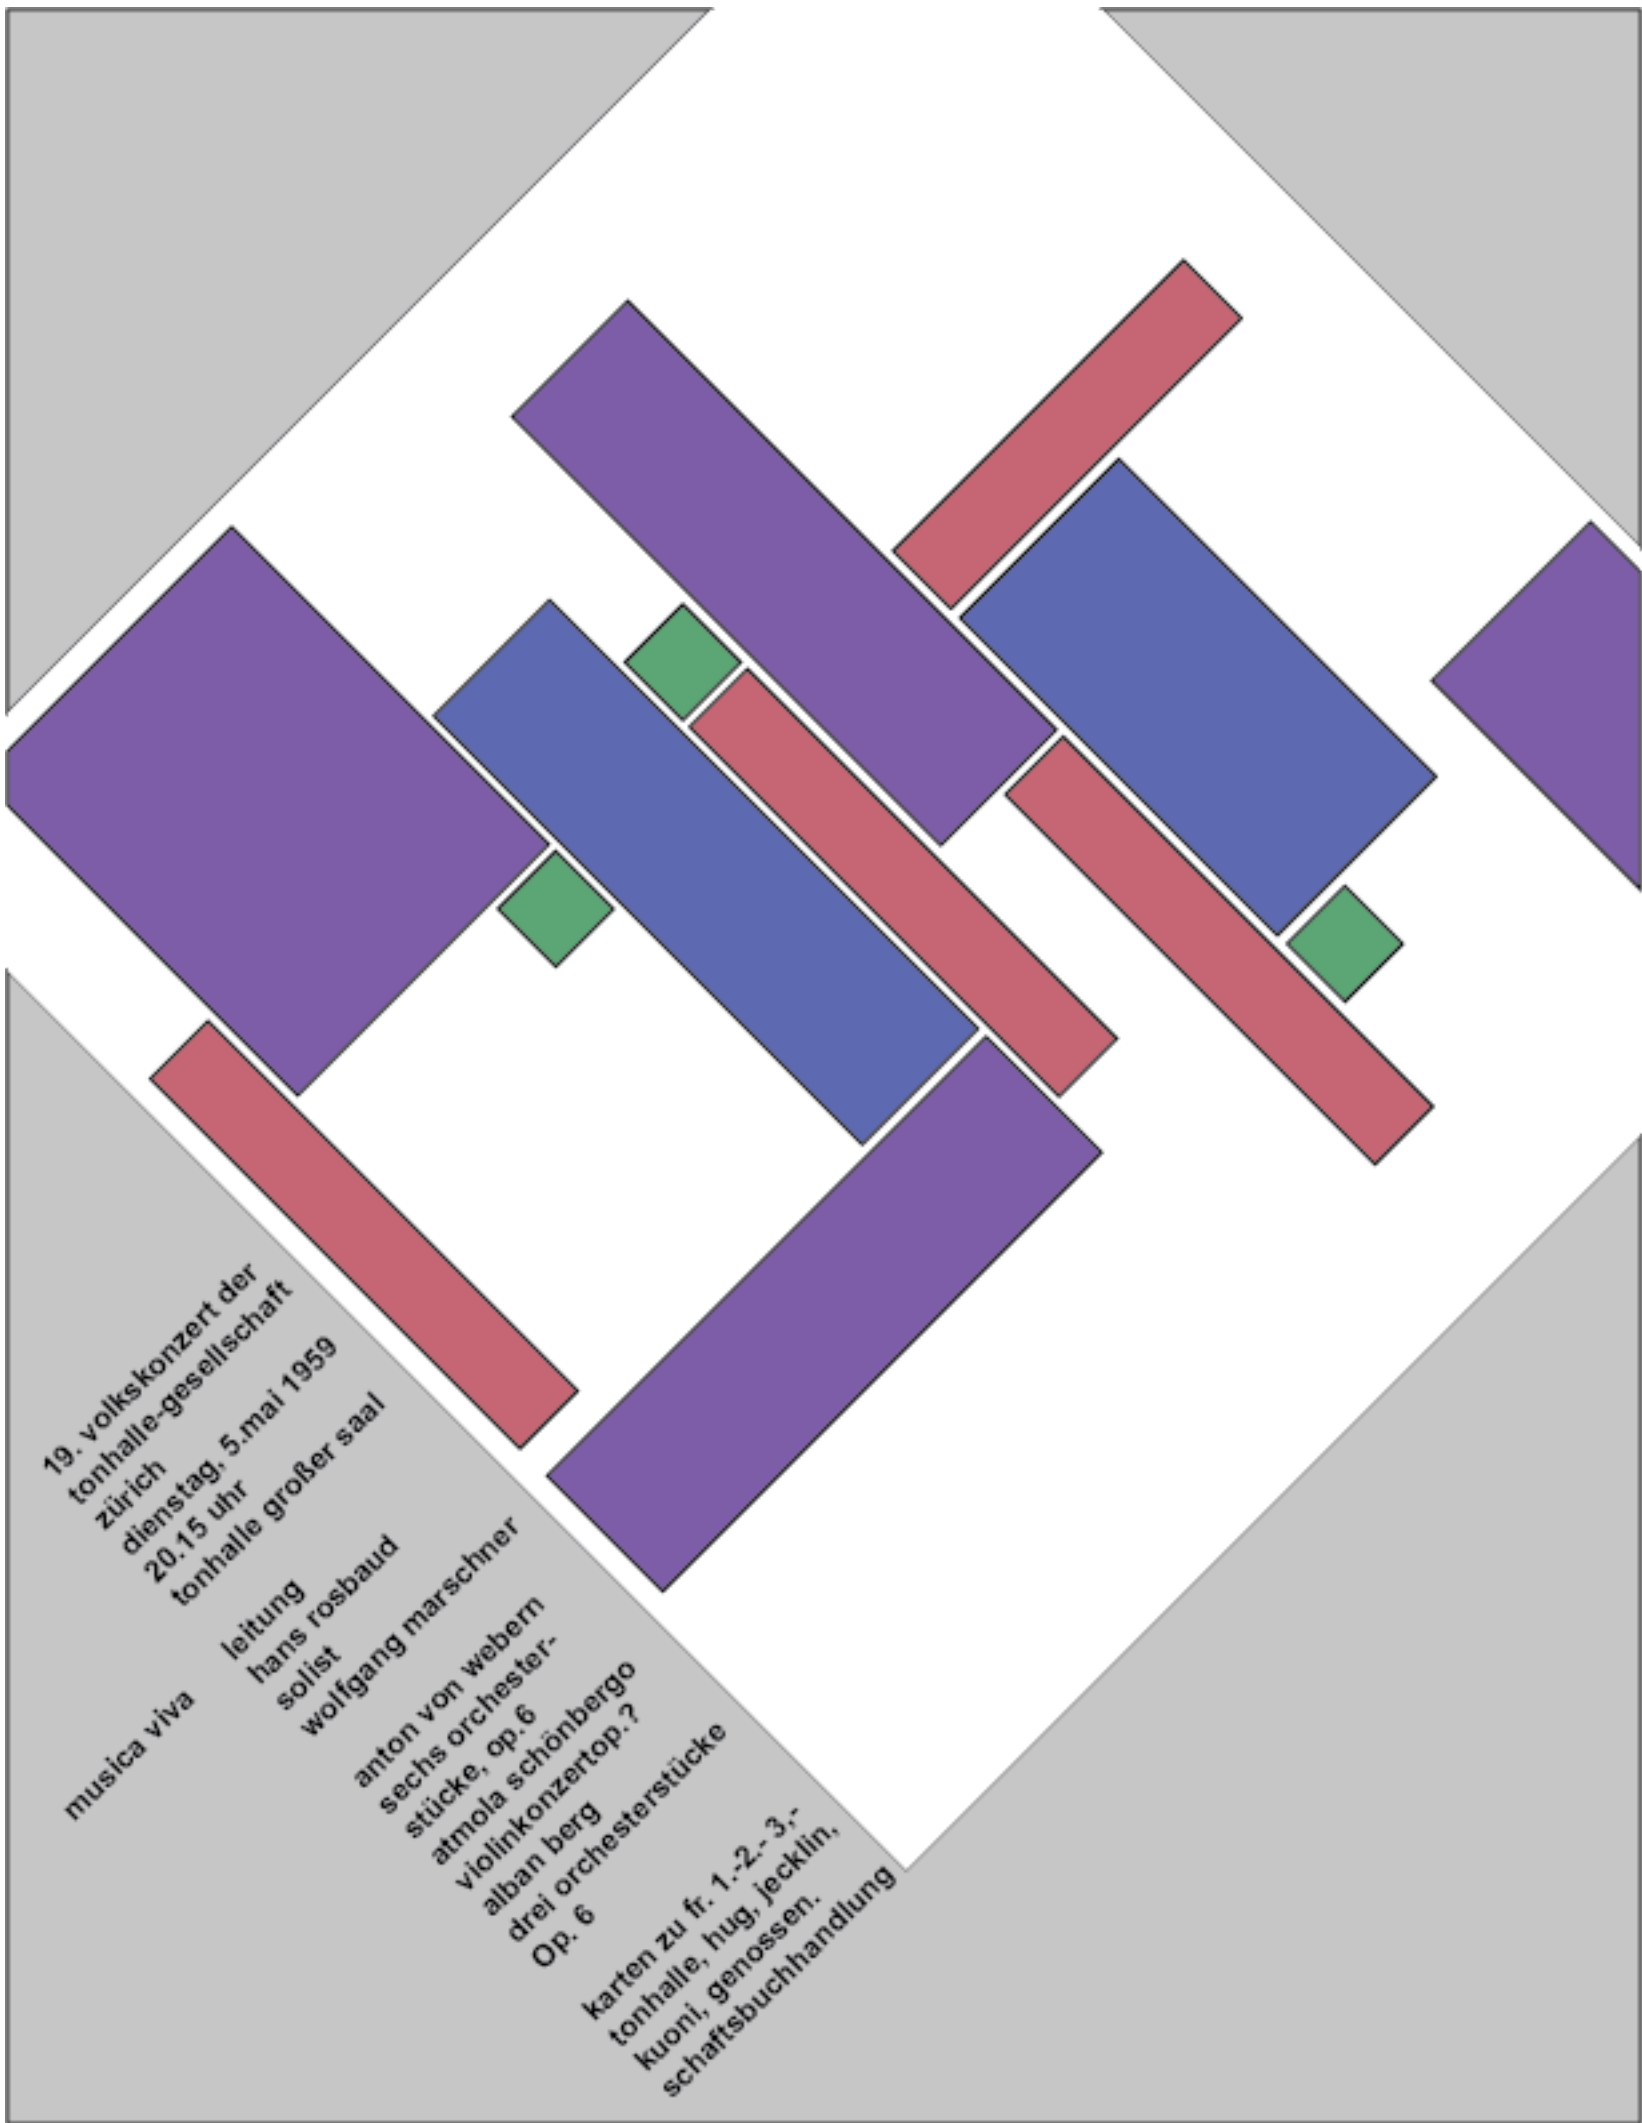 19. volkskonzert der
tonhalle-gesellschaft
zürich
dienstag, 5.mai 1959
20.15 uhr
tonhalle großer saal
musica viva
leitung
hans rosbaud
solist
wolfgang marschner
anton von webern
sechs orchester-
stücke, op.6
atmola schönbergo
violinkonzertop.?
alban berg
drei orchesterstücke
Op. 6
karten zu fr. 1.-2.- 3,-
tonhalle, hug, jecklin,
kuoni, genossen.
schaftsbuchhandlung